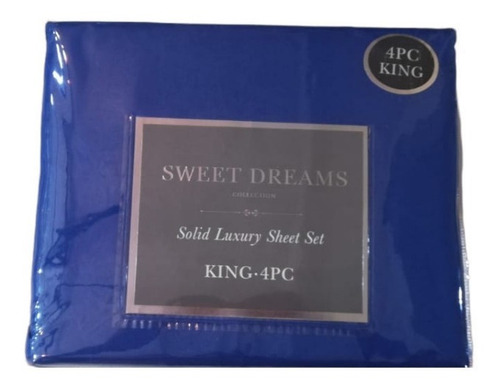 4PC
KING
SWEET DREAMS
COLLECTION
Solid Luxury Sheet Set
KING·4PC